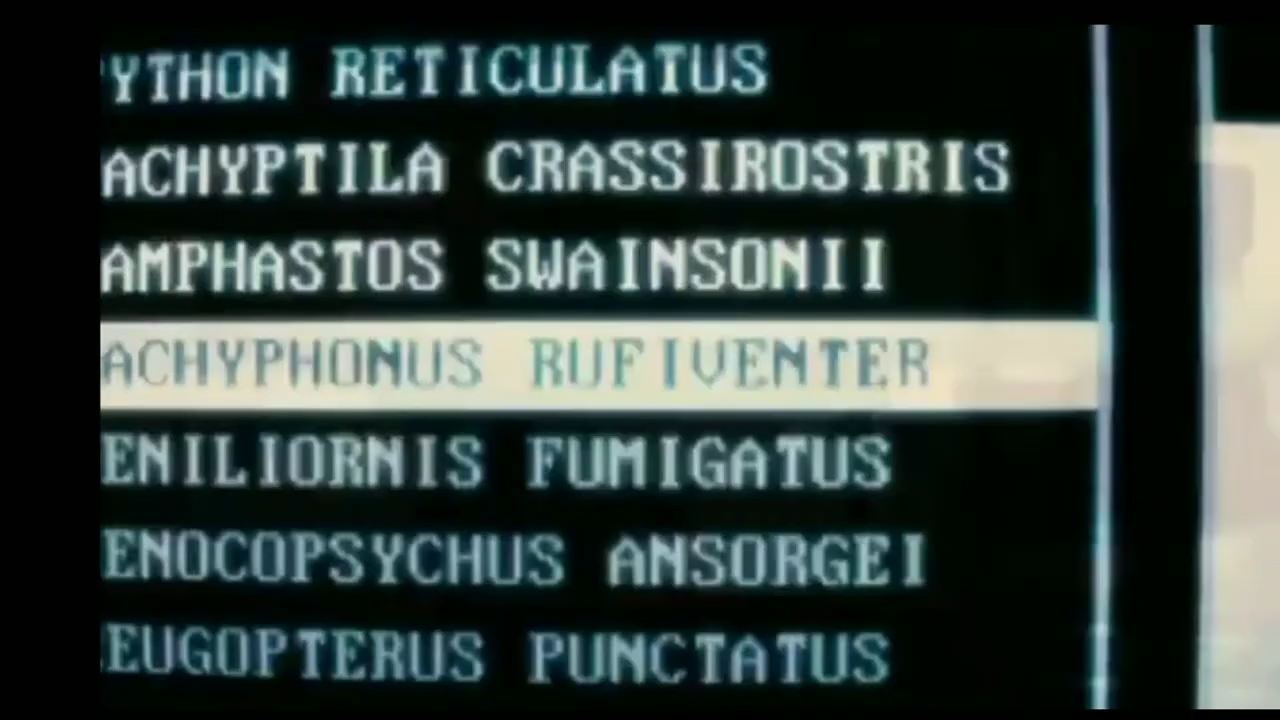 YTHON RETICULATUS
ACHYPTILA CRASSIROSTRIS
AMPHASTOS SWAINSONII
ACHYPHONUS RUFIVENTER
ENILIORNIS FUMIGATUS
ENOCOPSYCHUS ANSORGEI
EUGOPTERUS PUNCTATUS